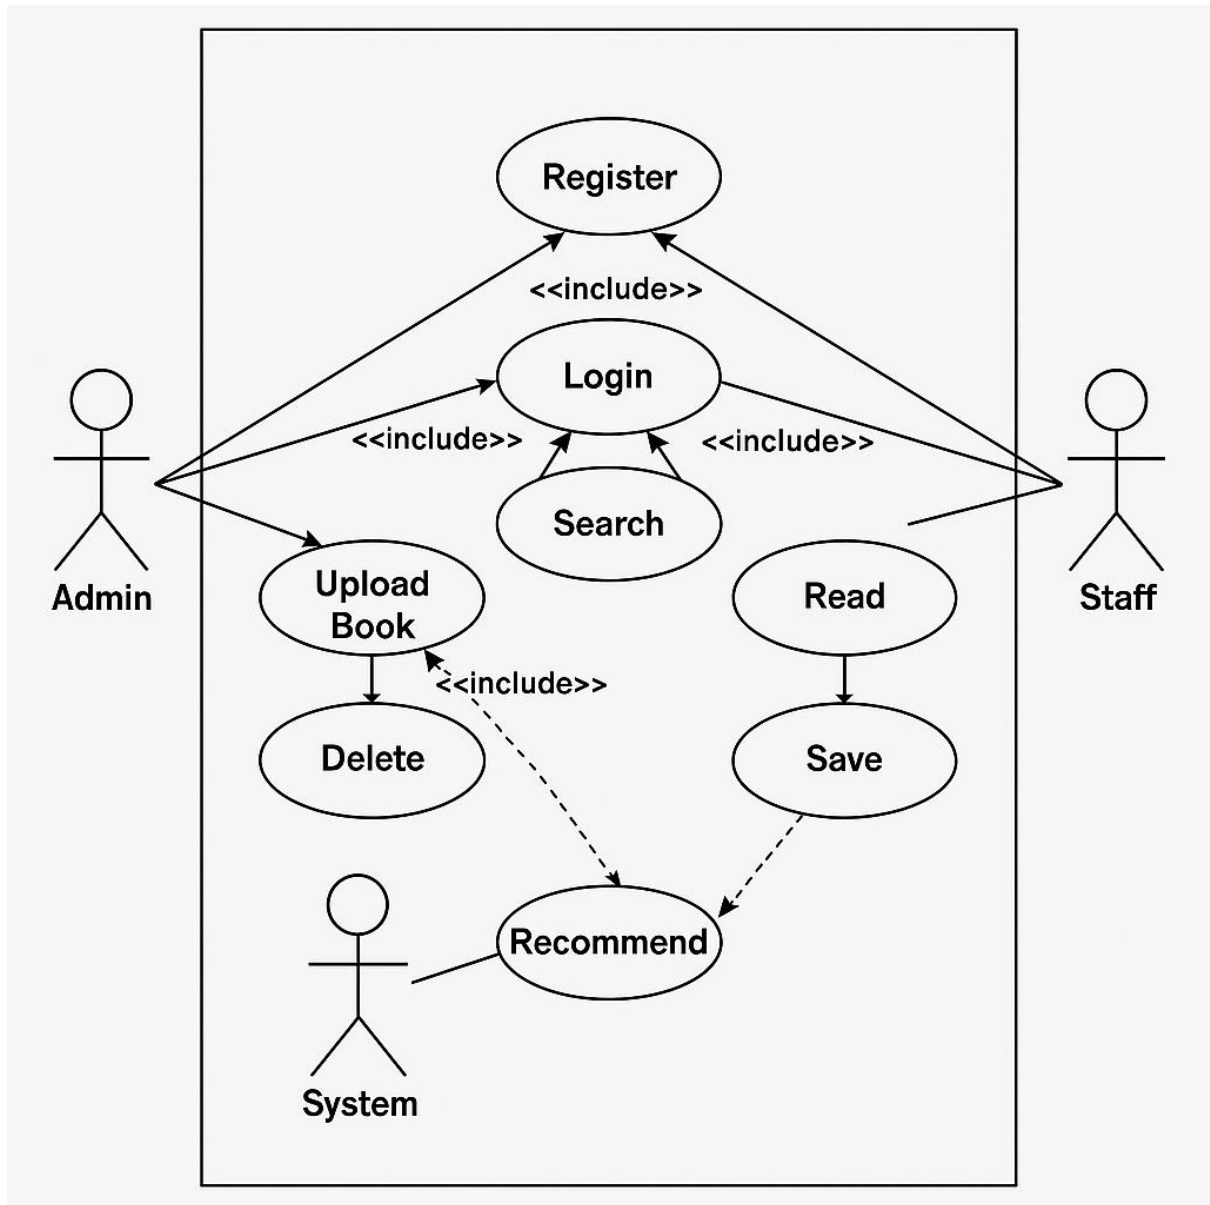 Register
<<include>>
Login
<<include>>
<<include>>
Search
Admin
Staff
Upload
Book
Read
<<include>>
Delete
Save
Recommend
System